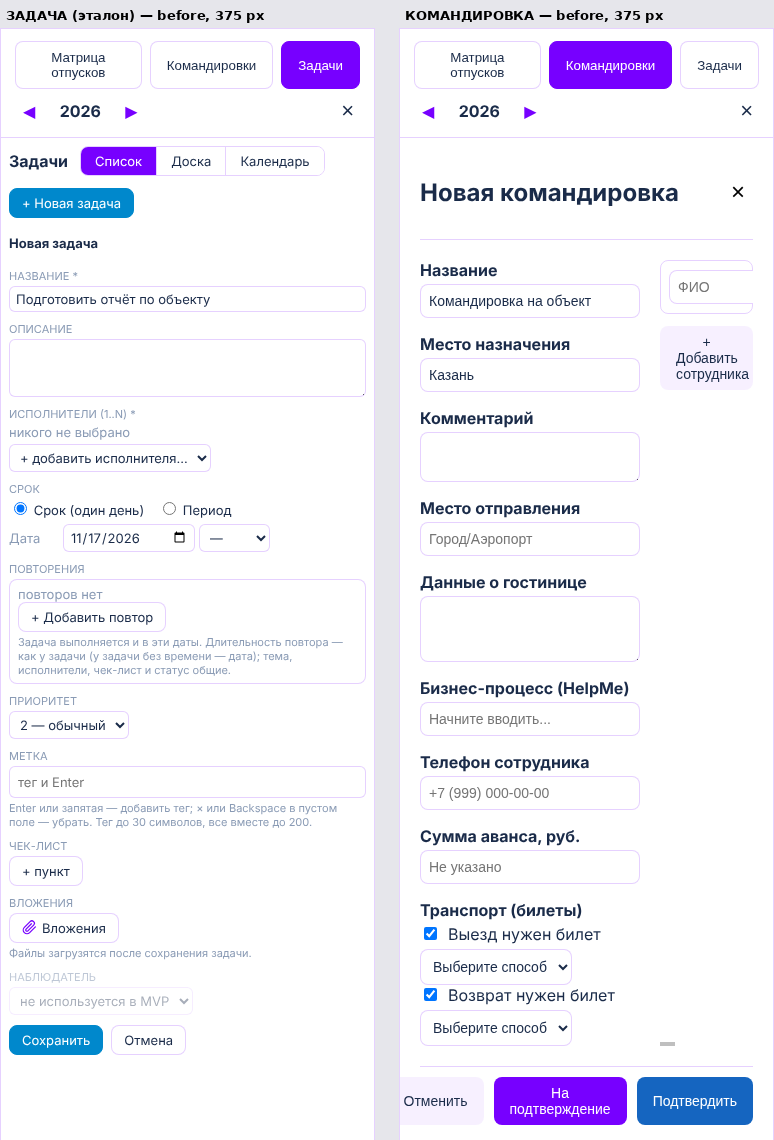 ЗАДАЧА (эталон) — before, 375 px
Матрица
отпусков
Командировки
Задачи
◀ 2026 ▶ ×
Задачи
Список
Доска
Календарь
+ Новая задача
Новая задача
НАЗВАНИЕ *
Подготовить отчёт по объекту
ОПИСАНИЕ
ИСПОЛНИТЕЛИ (1..N) *
никого не выбрано
+ добавить исполнителя...
СРОК
Срок (один день)
Период
Дата
11/17/2026
—
ПОВТОРЕНИЯ
повторов нет
+ Добавить повтор
Задача выполняется и в эти даты. Длительность повтора —
как у задачи (у задачи без времени — дата); тема,
исполнители, чек-лист и статус общие.
ПРИОРИТЕТ
2 — обычный
МЕТКА
тег и Enter
Enter или запятая — добавить тег; × или Backspace в пустом
поле — убрать. Тег до 30 символов, все вместе до 200.
ЧЕК-ЛИСТ
+ пункт
ВЛОЖЕНИЯ
Вложения
Файлы загрузятся после сохранения задачи.
НАБЛЮДАТЕЛЬ
не используется в MVP
Сохранить
Отмена
КОМАНДИРОВКА — before, 375 px
Матрица
отпусков
Командировки
Задачи
◀ 2026 ▶ ×
Новая командировка ×
Название
Командировка на объект
Место назначения
Казань
Комментарий
Место отправления
Город/Аэропорт
Данные о гостинице
Бизнес-процесс (HelpMe)
Начните вводить...
Телефон сотрудника
+7 (999) 000-00-00
Сумма аванса, руб.
Не указано
Транспорт (билеты)
Выезд нужен билет
Выберите способ
Возврат нужен билет
Выберите способ
ФИО
+
Добавить
сотрудника
Отменить
На
подтверждение
Подтвердить